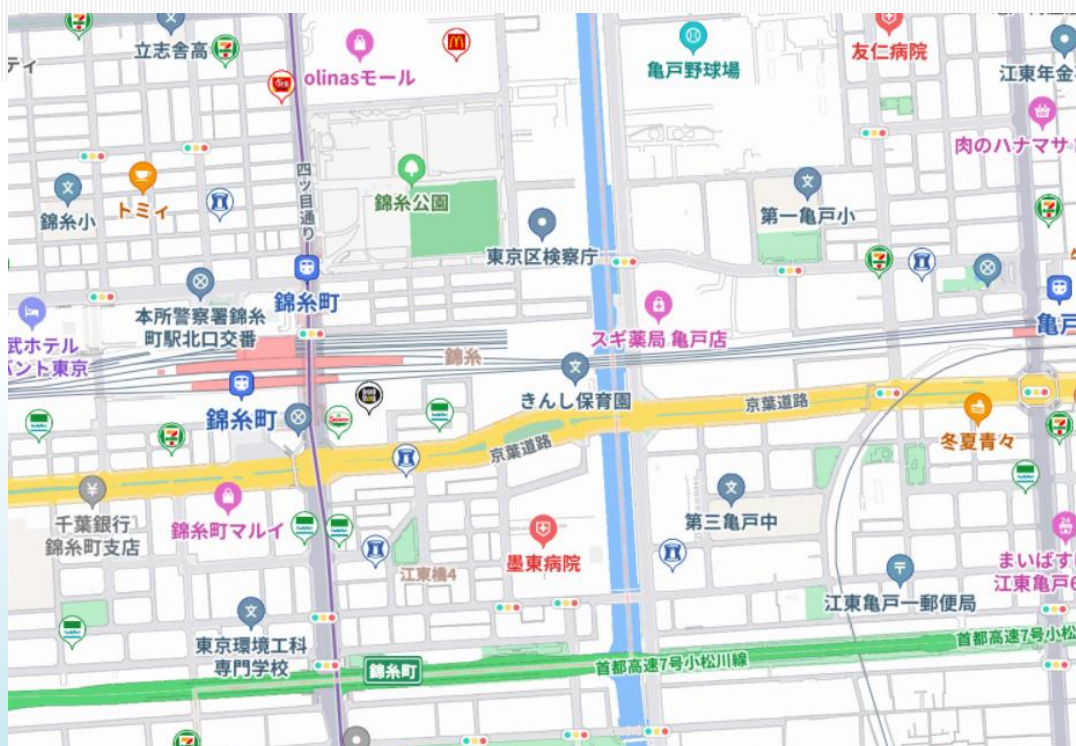 立志舎高
ティ
olinasモール
亀戸野球場
友仁病院
江東年金
肉のハナマサ
四ツ目通り
錦糸小
トミィ
錦糸公園
東京区検察庁
第一亀戸小
錦糸町
本所警察署錦糸
町駅北口交番
武ホテル
バント東京
錦糸
スギ薬局 亀戸店
亀戸
錦糸町
きんし保育園
京葉道路
冬夏青々
京葉道路
千葉銀行
錦糸町支店
錦糸町マルイ
第三亀戸中
墨東病院
江東橋4
まいばす
江東亀戸6
江東亀戸一郵便局
東京環境工科
専門学校
錦糸町
首都高速7号小松川線
首都高速7号小松